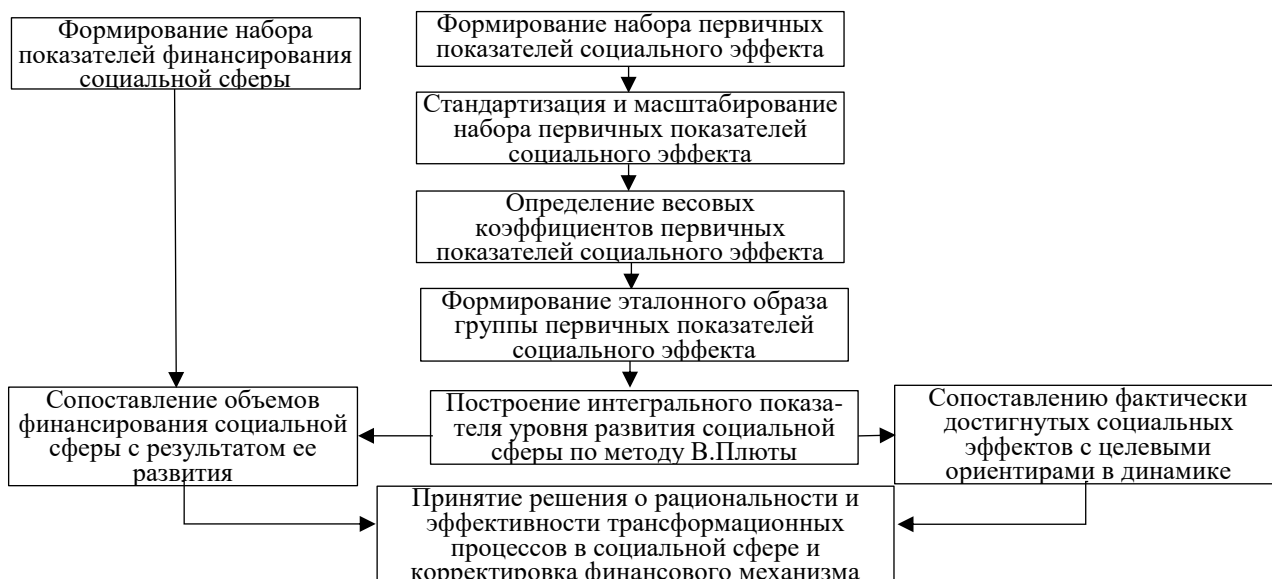 Формирование набора
показателей финансирования
социальной сферы
Формирование набора первичных
показателей социального эффекта
Стандартизация и масштабирование
набора первичных показателей
социального эффекта
Определение весовых
коэффициентов первичных
показателей социального эффекта
Формирование эталонного образа
группы первичных показателей
социального эффекта
Сопоставление объемов
финансирования социальной
сферы с результатом ее
развития
Построение интегрального показа-
теля уровня развития социальной
сферы по методу В.Плюты
Сопоставлению фактически
достигнутых социальных
эффектов с целевыми
ориентирами в динамике
Принятие решения о рациональности и
эффективности трансформационных
процессов в социальной сфере и
корректировка финансового механизма